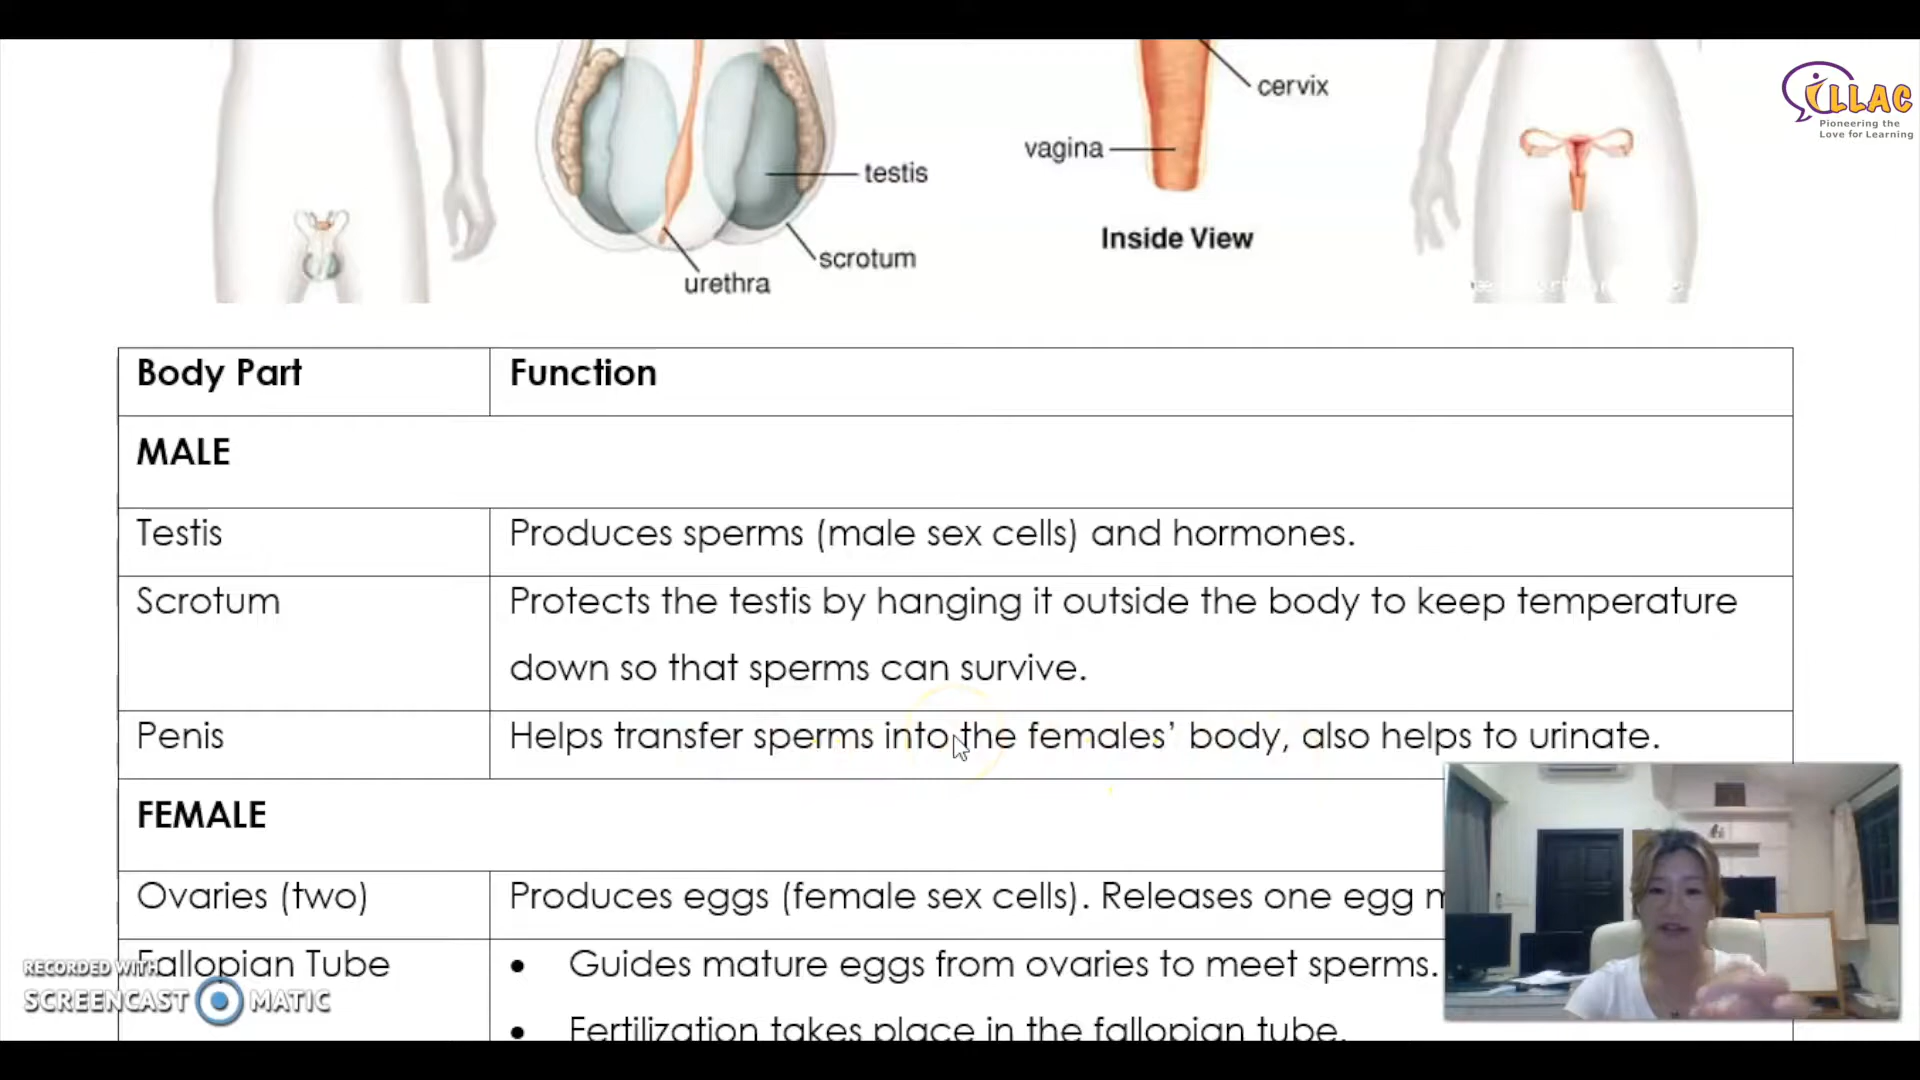 cervix
iLLAC
Pioneering the
Love for Learning
vagina
testis
Inside View
scrotum
urethra
Body Part Function
MALE
Testis Produces sperms (male sex cells) and hormones.
Scrotum Protects the testis by hanging it outside the body to keep temperature
down so that sperms can survive.
Penis Helps transfer sperms into the females’ body, also helps to urinate.
FEMALE
Ovaries (two) Produces eggs (female sex cells). Releases one egg
Fallopian Tube • Guides mature eggs from ovaries to meet sperms.
• Fertilization takes place in the fallopian tube.
RECORDED WITH
SCREENCAST MATIC